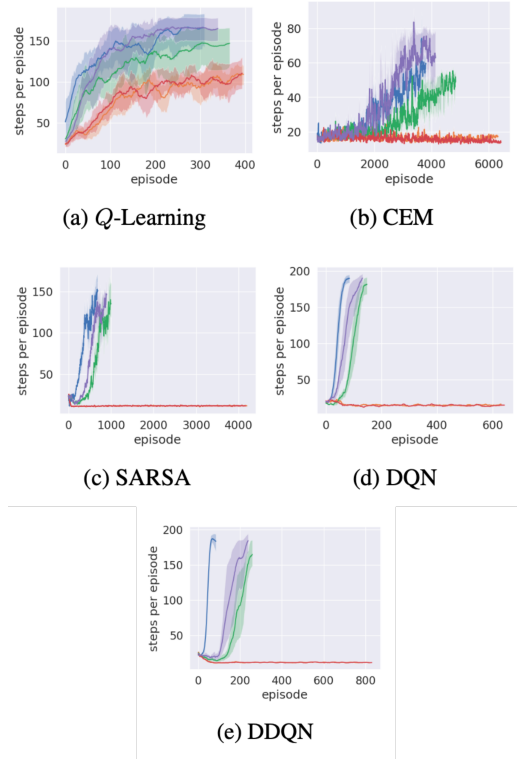 steps per episode
150
100
50
0
100
200
300
400
episode
(a) Q-Learning
steps per episode
80
60
40
20
0
2000
4000
6000
episode
(b) CEM
steps per episode
150
100
50
0
1000
2000
3000
4000
episode
(c) SARSA
steps per episode
200
150
100
50
0
200
400
600
episode
(d) DQN
steps per episode
200
150
100
50
0
200
400
600
800
episode
(e) DDQN